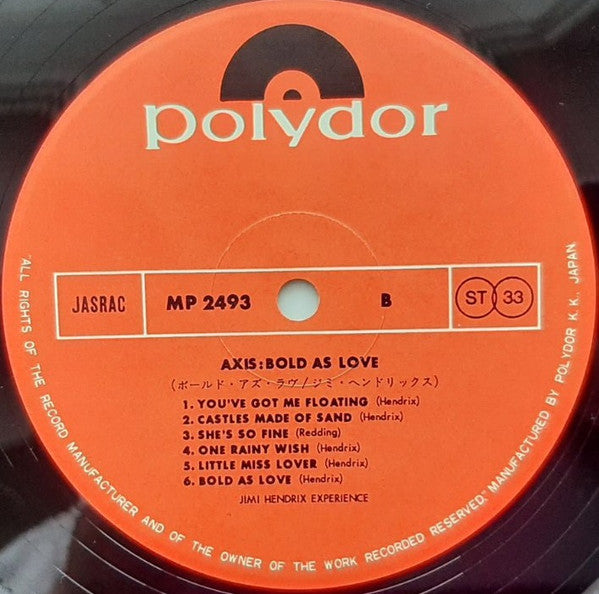 polydor
JASRAC
MP 2493
B
ST 33
AXIS:BOLD AS LOVE
(ボールド・アズ・ラヴ/ジミ・ヘンドリックス)
1. YOU'VE GOT ME FLOATING (Hendrix)
2. CASTLES MADE OF SAND (Hendrix)
3. SHE'S SO FINE (Redding)
4. ONE RAINY WISH (Hendrix)
5. LITTLE MISS LOVER (Hendrix)
6. BOLD AS LOVE (Hendrix)
JIMI HENDRIX EXPERIENCE
"ALL RIGHTS OF THE RECORD MANUFACTURER AND OF THE OWNER OF THE WORK RECORDED RESERVED." MANUFACTURED BY POLYDOR K.K. JAPAN